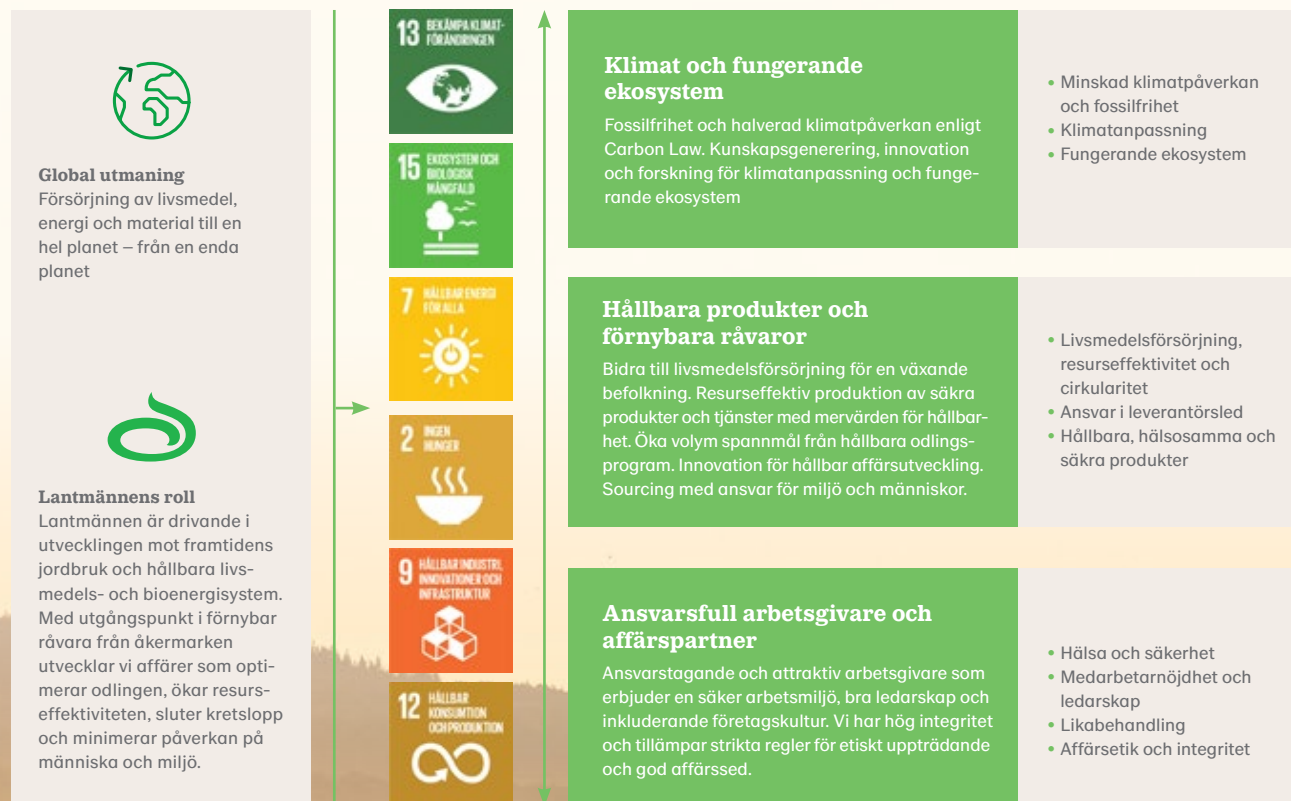 Global utmaning
Försörjning av livsmedel,
energi och material till en
hel planet – från en enda
planet
Lantmännens roll
Lantmännen är drivande i
utvecklingen mot framtidens
jordbruk och hållbara livs-
medels- och bioenergisystem.
Med utgångspunkt i förnybar
råvara från åkermarken
utvecklar vi affärer som opti-
merar odlingen, ökar resurs-
effektiviteten, sluter kretslopp
och minimerar påverkan på
människa och miljö.
13 BEKÄMPA KLIMAT-
FÖRÄNDRINGEN
15 EKOSYSTEM OCH
BIOLOGISK
MÅNGFALD
7 HÅLLBAR ENERGI
FÖR ALLA
2 INGEN
HUNGER
9 HÅLLBAR INDUSTRI,
INNOVATIONER OCH
INFRASTRUKTUR
12 HÅLLBAR
KONSUMTION
OCH PRODUKTION
Klimat och fungerande
ekosystem
Fossilfrihet och halverad klimatpåverkan enligt
Carbon Law. Kunskapsgenerering, innovation
och forskning för klimatanpassning och funge-
rande ekosystem
• Minskad klimatpåverkan
och fossilfrihet
• Klimatanpassning
• Fungerande ekosystem
Hållbara produkter och
förnybara råvaror
Bidra till livsmedelsförsörjning för en växande
befolkning. Resurseffektiv produktion av säkra
produkter och tjänster med mervärden för hållbar-
het. Öka volym spannmål från hållbara odlings-
program. Innovation för hållbar affärsutveckling.
Sourcing med ansvar för miljö och människor.
• Livsmedelsförsörjning,
resurseffektivitet och
cirkularitet
• Ansvar i leverantörsled
• Hållbara, hälsosamma och
säkra produkter
Ansvarsfull arbetsgivare och
affärspartner
Ansvarstagande och attraktiv arbetsgivare som
erbjuder en säker arbetsmiljö, bra ledarskap och
inkluderande företagskultur. Vi har hög integritet
och tillämpar strikta regler för etiskt uppträdande
och god affärssed.
• Hälsa och säkerhet
• Medarbetarnöjdhet och
ledarskap
• Likabehandling
• Affärsetik och integritet